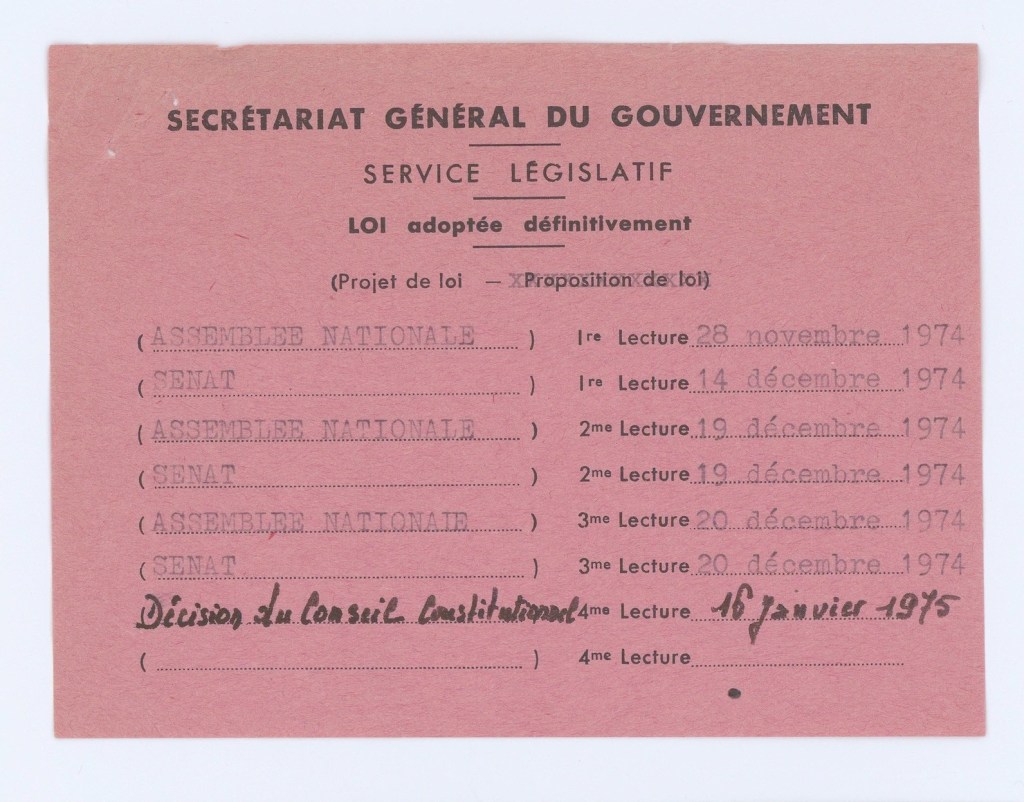 SECRÉTARIAT GÉNÉRAL DU GOUVERNEMENT
SERVICE LÉGISLATIF
LOI adoptée définitivement
(Projet de loi — Proposition de loi)
( ASSEMBLEE NATIONALE ) 1re Lecture 28 novembre 1974
( SENAT ) 1re Lecture 14 décembre 1974
( ASSEMBLEE NATIONALE ) 2me Lecture 19 décembre 1974
( SENAT ) 2me Lecture 19 décembre 1974
( ASSEMBLEE NATIONAIE ) 3me Lecture 20 décembre 1974
( SENAT ) 3me Lecture 20 décembre 1974
Décision du Conseil Constitutionnel 4me Lecture 16 janvier 1975
( ) 4me Lecture